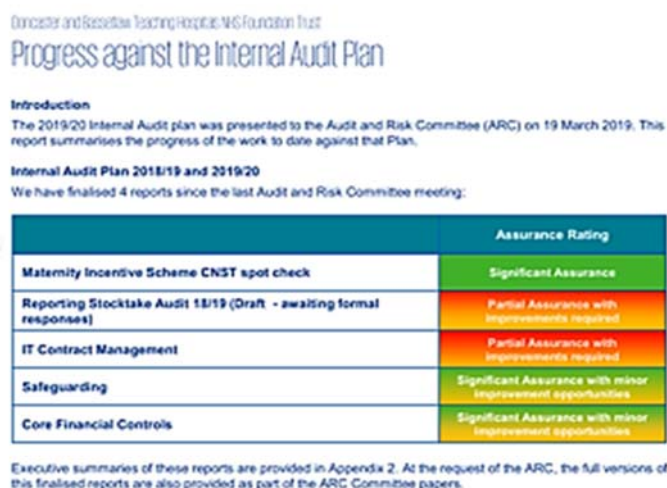 Doncaster and Bassetlaw Teaching Hospitals NHS Foundation Trust
Progress against the Internal Audit Plan
Introduction
The 2019/20 Internal Audit plan was presented to the Audit and Risk Committee (ARC) on 19 March 2019. This
report summarises the progress of the work to date against that Plan.
Internal Audit Plan 2018/19 and 2019/20
We have finalised 4 reports since the last Audit and Risk Committee meeting:
Assurance Rating
Maternity Incentive Scheme CNST spot check
Significant Assurance
Reporting Stocktake Audit 18/19 (Draft - awaiting formal
responses)
Partial Assurance with
improvements required
IT Contract Management
Partial Assurance with
improvements required
Safeguarding
Significant Assurance with minor
improvement opportunities
Core Financial Controls
Significant Assurance with minor
improvement opportunities
Executive summaries of these reports are provided in Appendix 2. At the request of the ARC, the full versions of
this finalised reports are also provided as part of the ARC Committee papers.